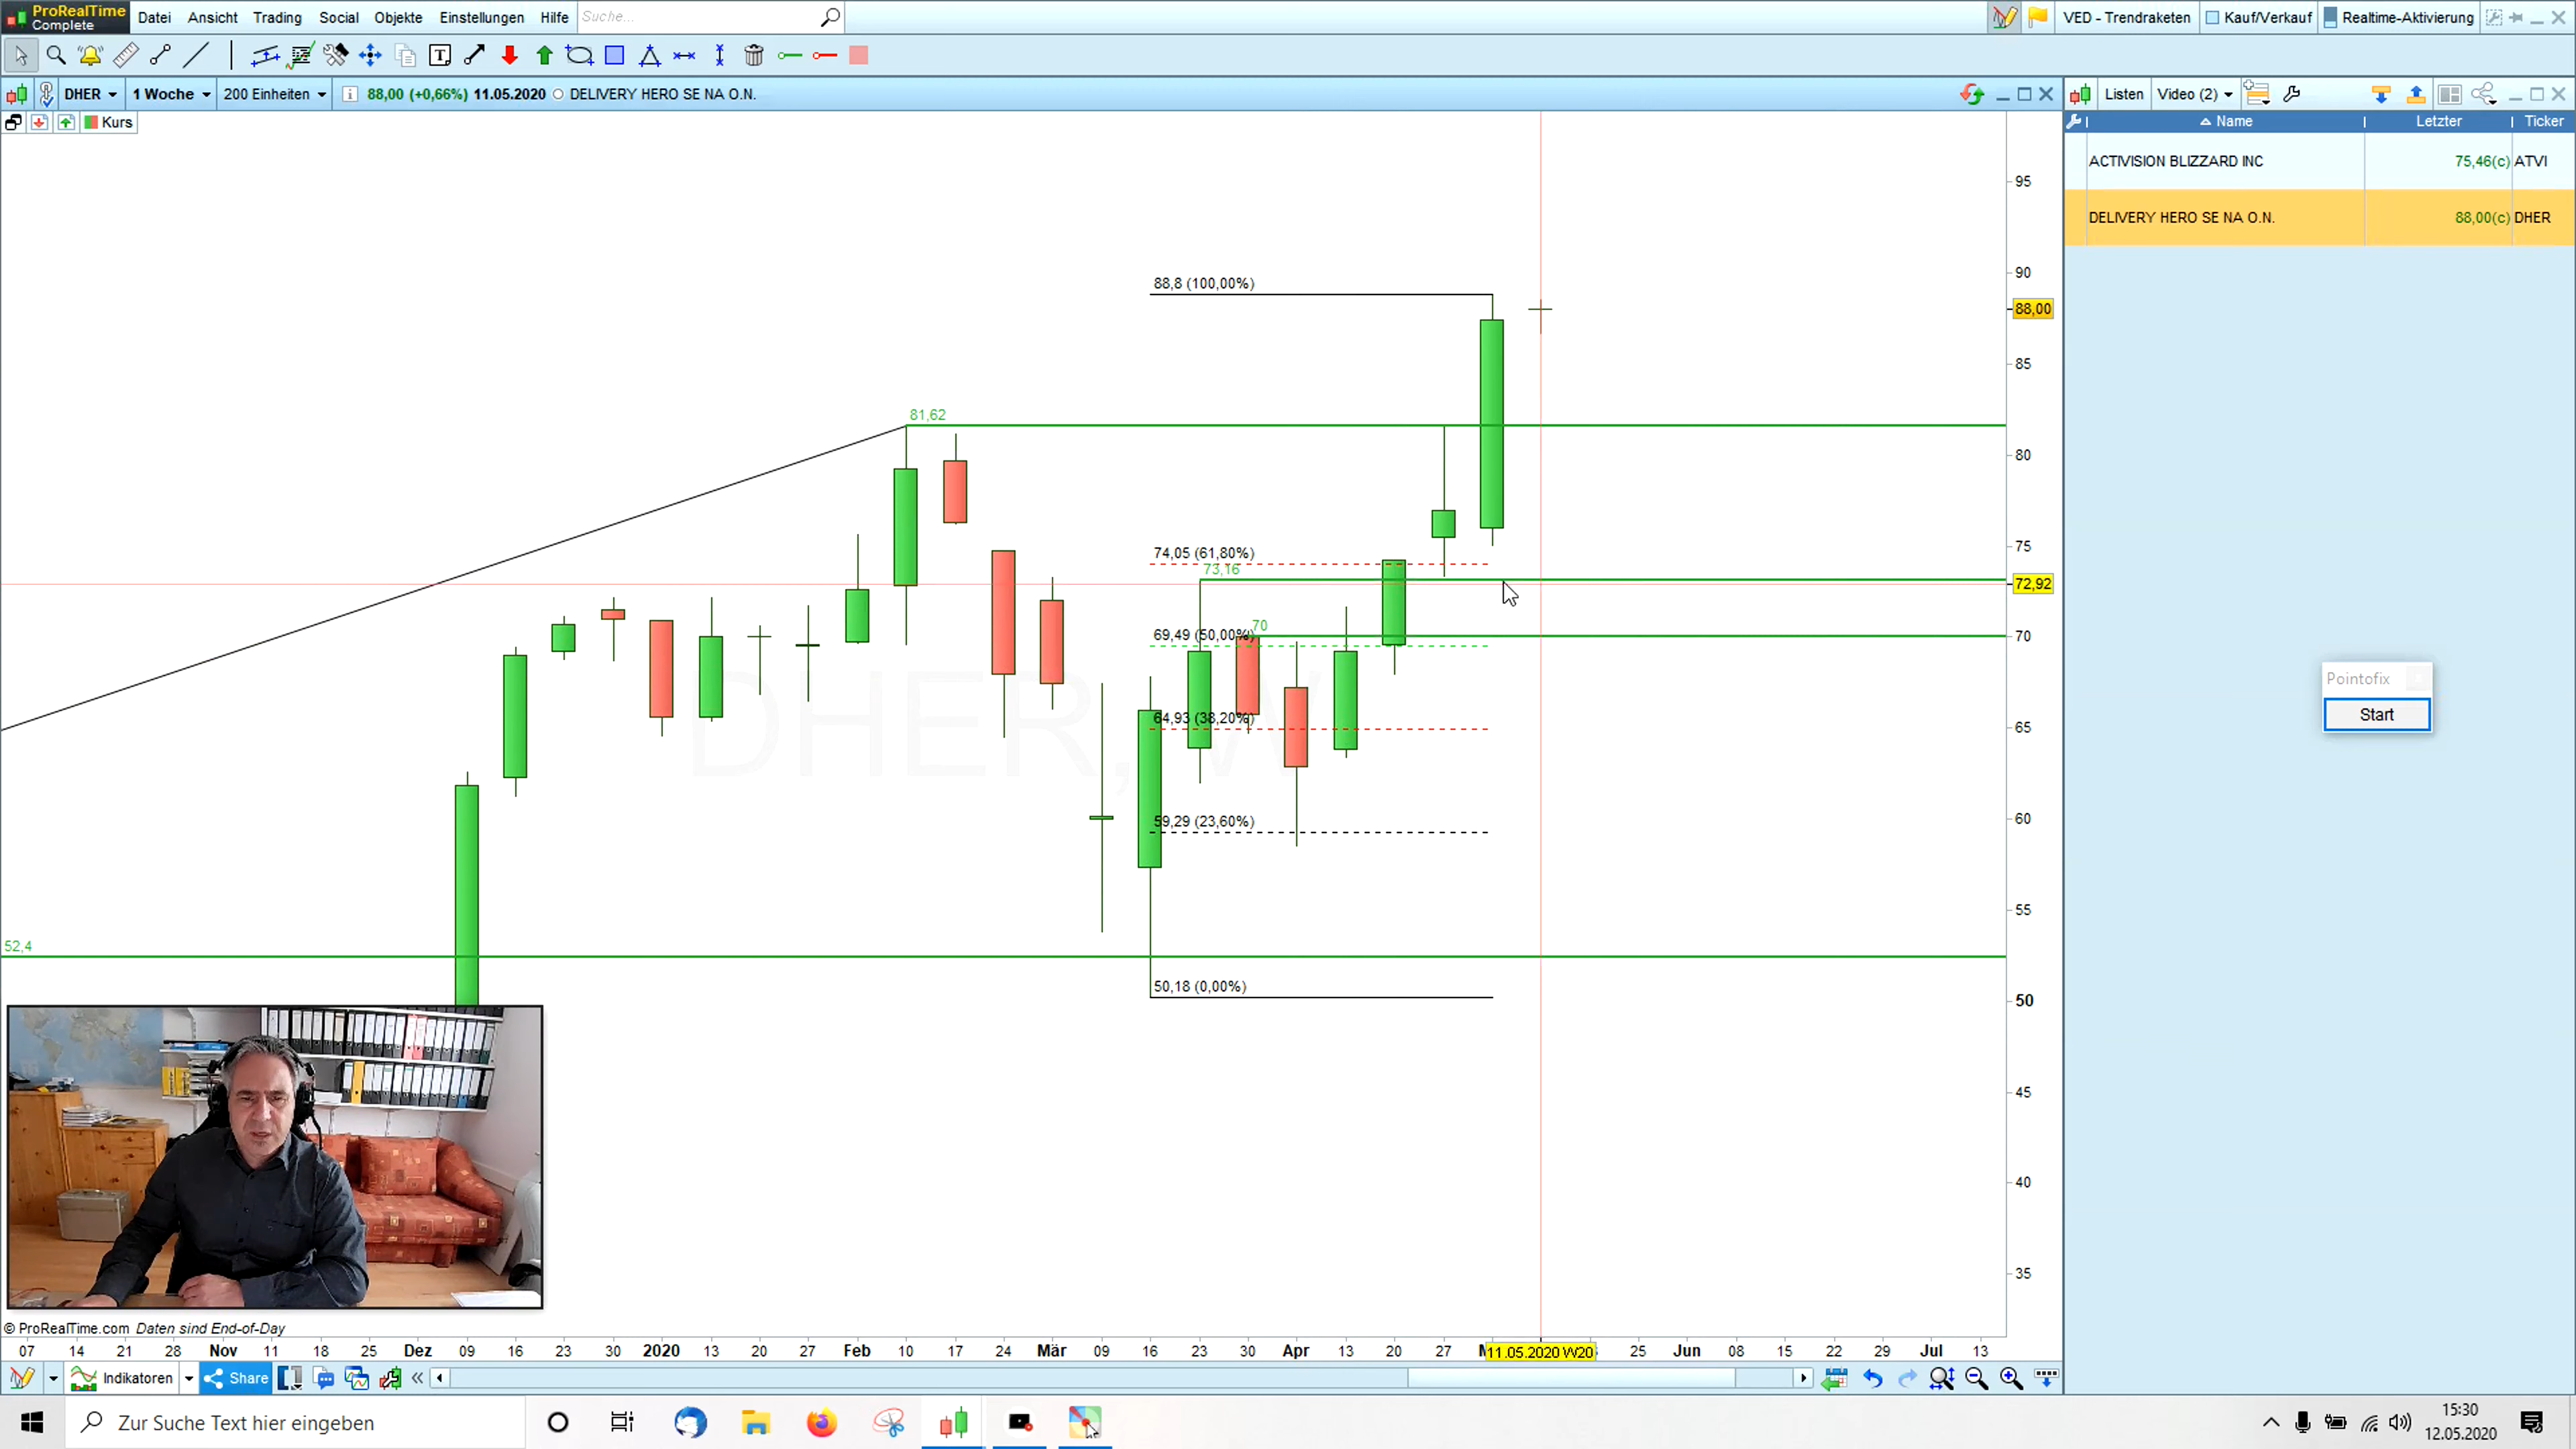 ProRealTime
Complete
Datei Ansicht Trading Social Objekte Einstellungen Hilfe Suche...
VED - Trendraketen Kauf/Verkauf Realtime-Aktivierung
DHER 1 Woche 200 Einheiten 88,00 (+0,66%) 11.05.2020 DELIVERY HERO SE NA O.N.
Listen Video (2)
Kurs
Name Letzter Ticker
ACTIVISION BLIZZARD INC 75,46(c) ATVI
DELIVERY HERO SE NA O.N. 88,00(c) DHER
95
90
88,00
85
80
75
72,92
70
65
60
55
50
45
40
35
88,8 (100,00%)
81,62
74,05 (61,80%)
73,16
70
69,49 (50,00%)
64,93 (38,20%)
59,29 (23,60%)
52,4
50,18 (0,00%)
DHER, W
Pointofix
Start
© ProRealTime.com Daten sind End-of-Day
07 14 21 28 Nov 11 18 25 Dez 09 16 23 30 2020 13 20 27 Feb 10 17 24 Mär 09 16 23 30 Apr 13 20 27 11.05.2020 W20 25 Jun 08 15 22 29 Jul 13
Indikatoren Share
Zur Suche Text hier eingeben
15:30
12.05.2020